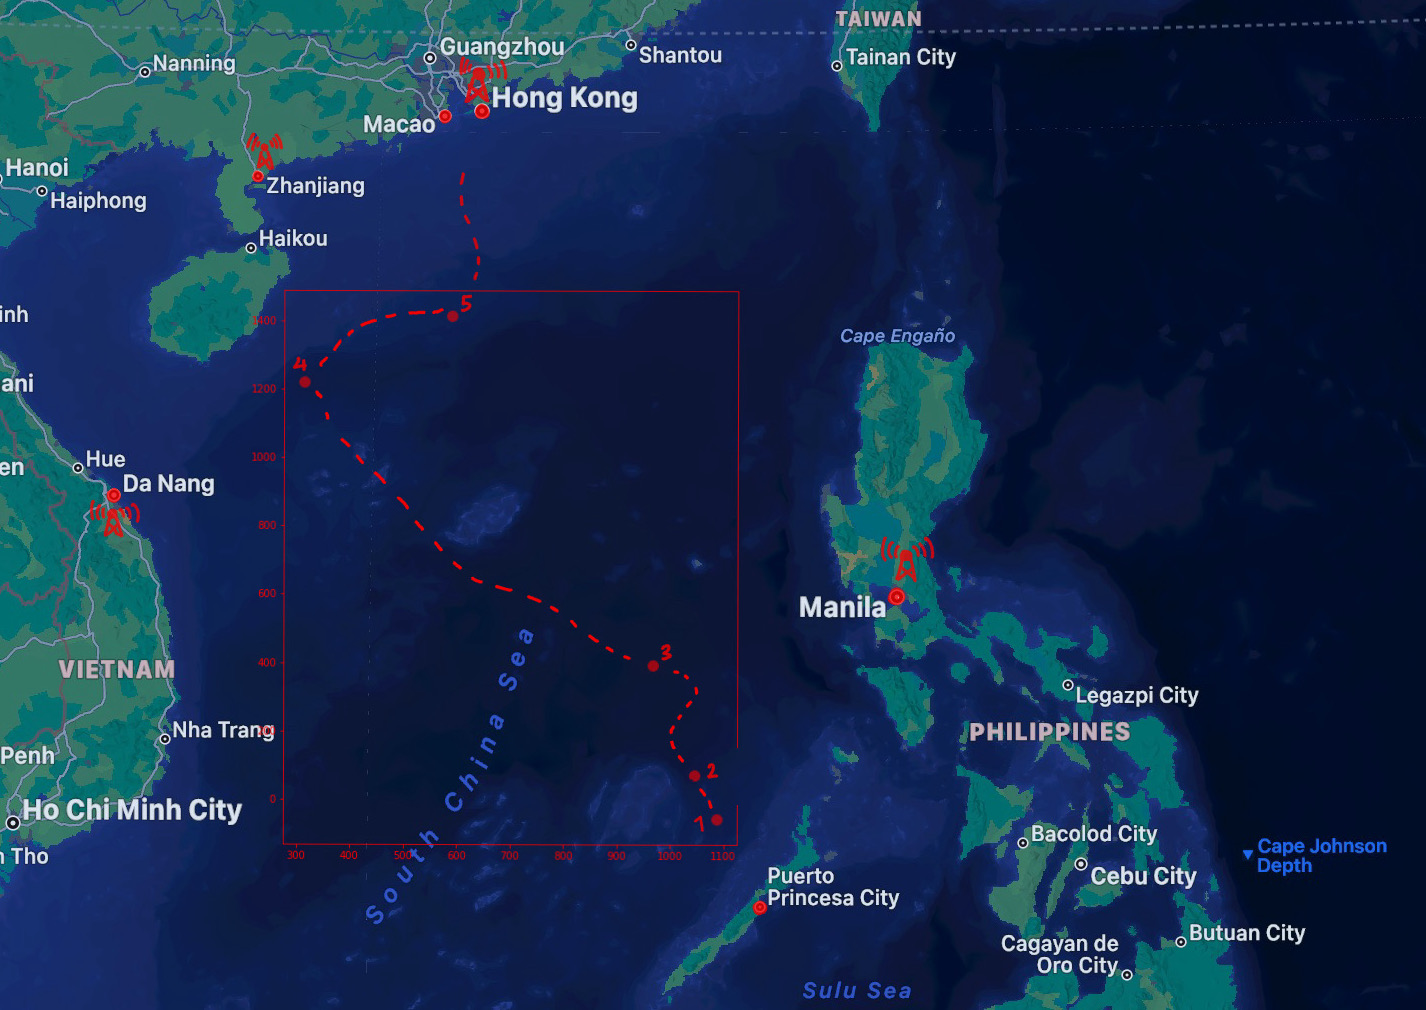 TAIWAN
Guangzhou
Shantou
Tainan City
Nanning
Hong Kong
Macao
Hanoi
Zhanjiang
Haiphong
Haikou
5
inh
1400
Cape Engaño
4
ani
1200
Hue
1000
en
Da Nang
800
600
Manila
3
400
VIETNAM
South China Sea
Legazpi City
Nha Trang
PHILIPPINES
Penh
2
0
Ho Chi Minh City
1
Bacolod City
n Tho
300 400 500 600 700 800 900 1000 1100
Cape Johnson
Depth
Cebu City
Puerto
Princesa City
Butuan City
Cagayan de
Oro City
Sulu Sea